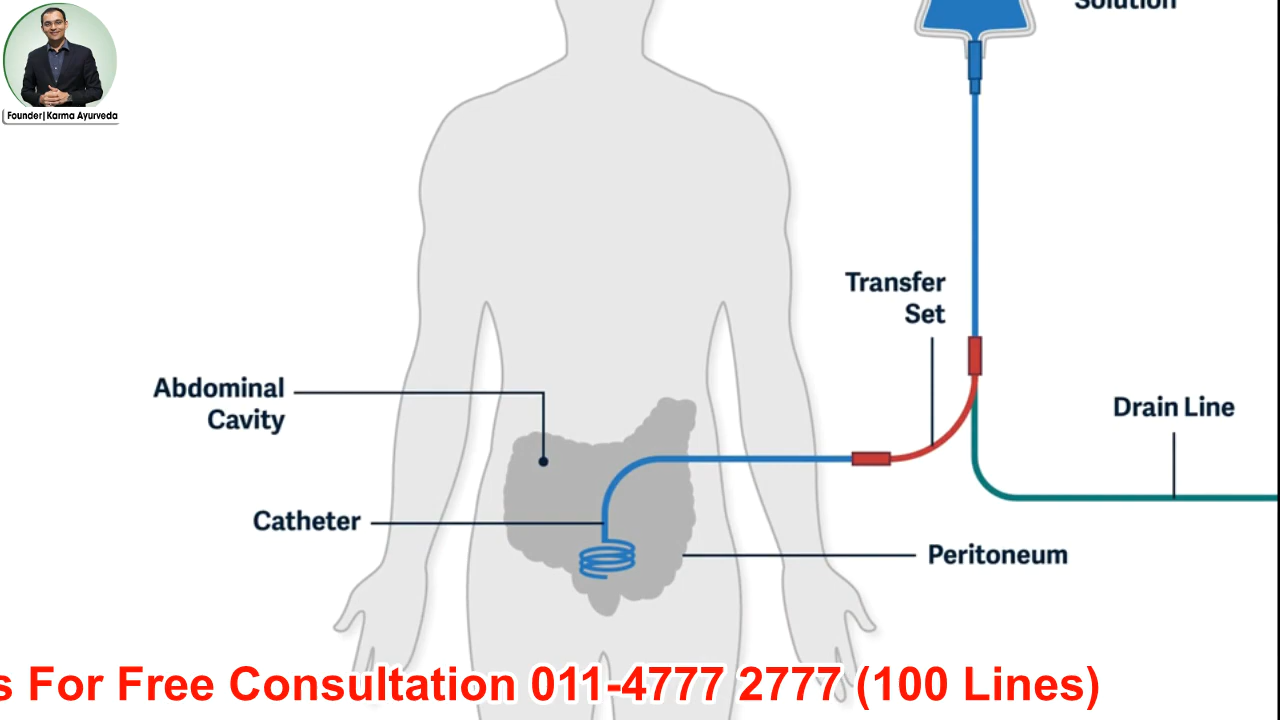 Solution
Founder|Karma Ayurveda
Transfer
Set
Abdominal
Cavity
Drain Line
Catheter
Peritoneum
s For Free Consultation 011-4777 2777 (100 Lines)